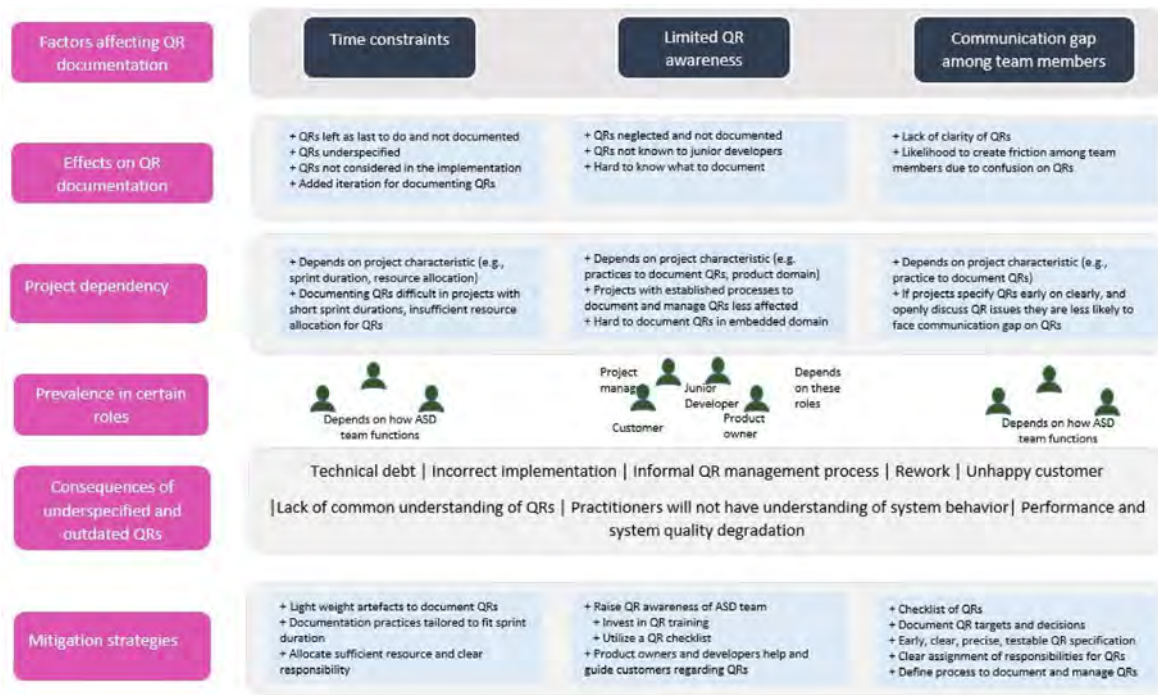 Factors affecting QR
documentation
Time constraints
Limited QR
awareness
Communication gap
among team members
Effects on QR
documentation
+ QRs left as last to do and not documented
+ QRs underspecified
+ QRs not considered in the implementation
+ Added iteration for documenting QRs
+ QRs neglected and not documented
+ QRs not known to junior developers
+ Hard to know what to document
+ Lack of clarity of QRs
+ Likelihood to create friction among team
members due to confusion on QRs
Project dependency
+ Depends on project characteristic (e.g.,
sprint duration, resource allocation)
+ Documenting QRs difficult in projects with
short sprint durations, insufficient resource
allocation for QRs
+ Depends on project characteristic (e.g.
practices to document QRs, product domain)
+ Projects with established processes to
document and manage QRs less affected
+ Hard to document QRs in embedded domain
+ Depends on project characteristic (e.g.,
practice to document QRs)
+ If projects specify QRs early on clearly, and
openly discuss QR issues they are less likely to
face communication gap on QRs
Prevalence in certain
roles
Depends on how ASD
team functions
Project
manag
Junior
Developer
Customer
Product
owner
Depends
on these
roles
Depends on how ASD
team functions
Consequences of
underspecified and
outdated QRs
Technical debt | Incorrect implementation | Informal QR management process | Rework | Unhappy customer
|Lack of common understanding of QRs | Practitioners will not have understanding of system behavior| Performance and
system quality degradation
Mitigation strategies
+ Light weight artefacts to document QRs
+ Documentation practices tailored to fit sprint
duration
+ Allocate sufficient resource and clear
responsibility
+ Raise QR awareness of ASD team
+ Invest in QR training
+ Utilize a QR checklist
+ Product owners and developers help and
guide customers regarding QRs
+ Checklist of QRs
+ Document QR targets and decisions
+ Early, clear, precise, testable QR specification
+ Clear assignment of responsibilities for QRs
+ Define process to document and manage QRs